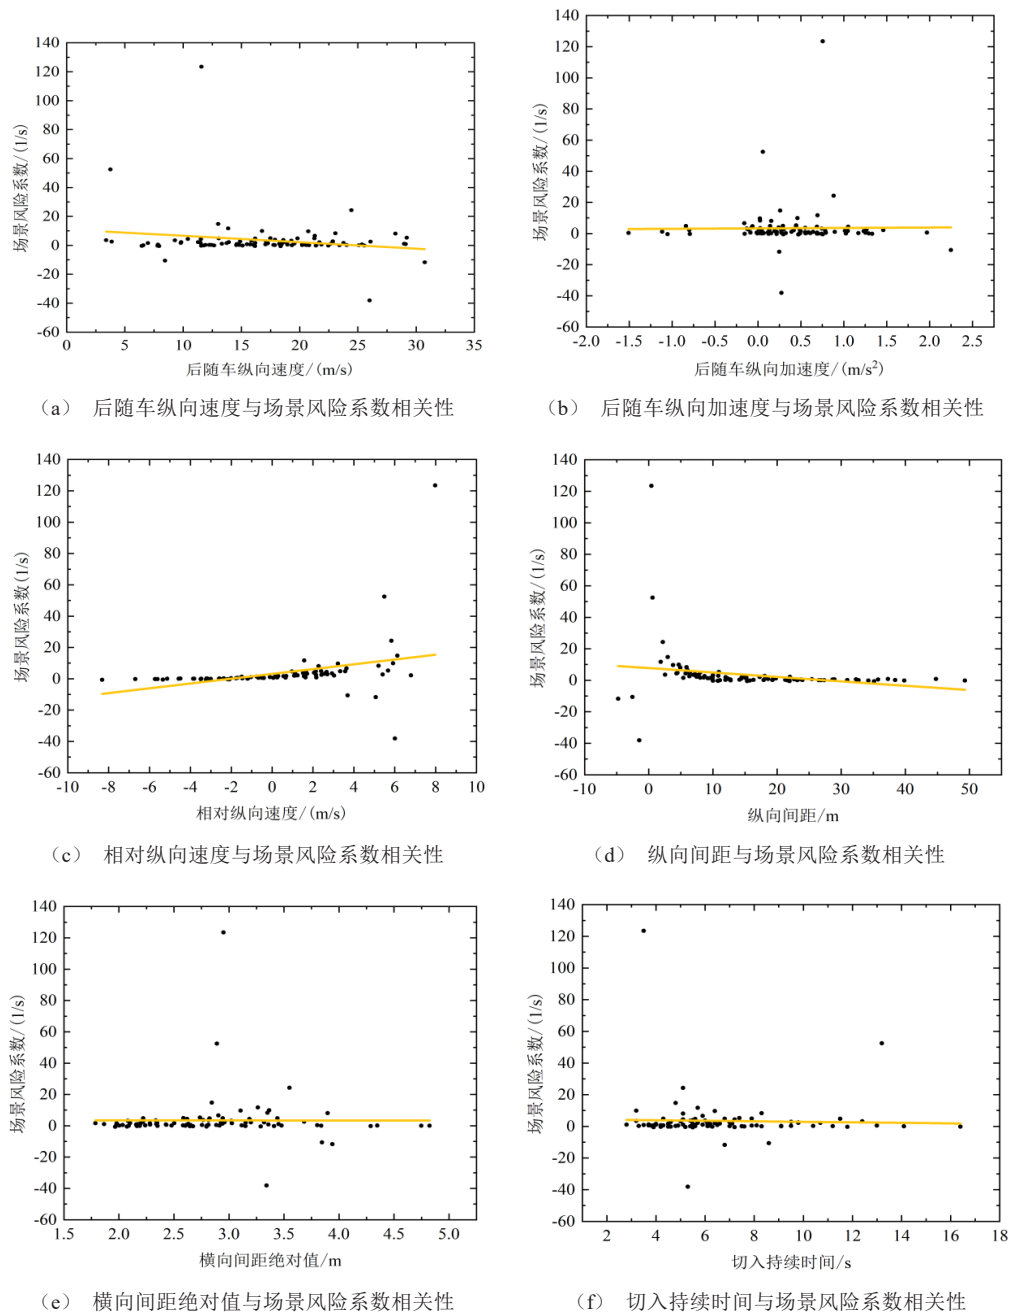 140
120
100
80
60
40
20
0
-20
-40
-60
场景风险系数/(1/s)
0 5 10 15 20 25 30 35
后随车纵向速度/(m/s)
（a） 后随车纵向速度与场景风险系数相关性
140
120
100
80
60
40
20
0
-20
-40
-60
场景风险系数/(1/s)
-2.0 -1.5 -1.0 -0.5 0.0 0.5 1.0 1.5 2.0 2.5
后随车纵向加速度/(m/s²)
（b） 后随车纵向加速度与场景风险系数相关性
140
120
100
80
60
40
20
0
-20
-40
-60
场景风险系数(1/s)
-10 -8 -6 -4 -2 0 2 4 6 8 10
相对纵向速度/(m/s)
（c） 相对纵向速度与场景风险系数相关性
140
120
100
80
60
40
20
0
-20
-40
-60
场景风险系数/(1/s)
-10 0 10 20 30 40 50
纵向间距/m
（d） 纵向间距与场景风险系数相关性
140
120
100
80
60
40
20
0
-20
-40
-60
场景风险系数/(1/s)
1.5 2.0 2.5 3.0 3.5 4.0 4.5 5.0
横向间距绝对值/m
（e） 横向间距绝对值与场景风险系数相关性
140
120
100
80
60
40
20
0
-20
-40
-60
场景风险系数/(1/s)
2 4 6 8 10 12 14 16 18
切入持续时间/s
（f） 切入持续时间与场景风险系数相关性